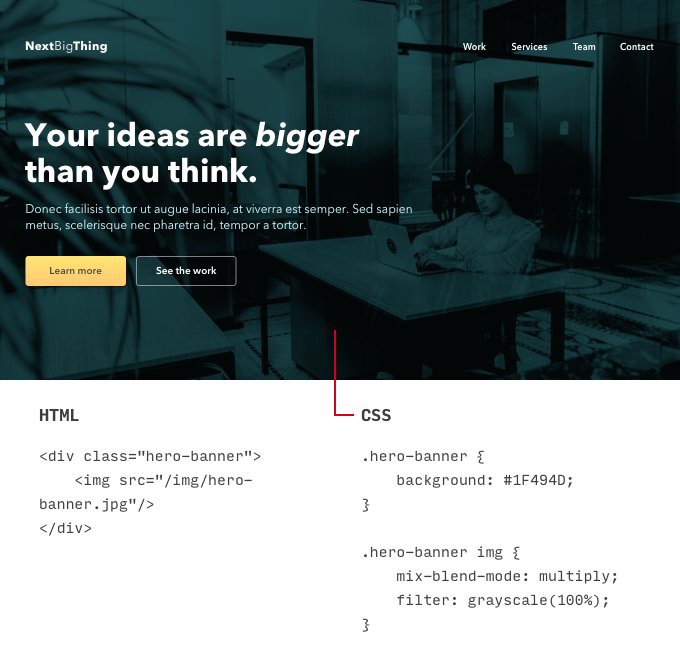 NextBigThing
Work Services Team Contact
Your ideas are bigger
than you think.
Donec facilisis tortor ut augue lacinia, at viverra est semper. Sed sapien
metus, scelerisque nec pharetra id, tempor a tortor.
Learn more See the work
HTML
<div class="hero-banner">
    <img src="/img/hero-
banner.jpg"/>
</div>
CSS
.hero-banner {
    background: #1F494D;
}
.hero-banner img {
    mix-blend-mode: multiply;
    filter: grayscale(100%);
}